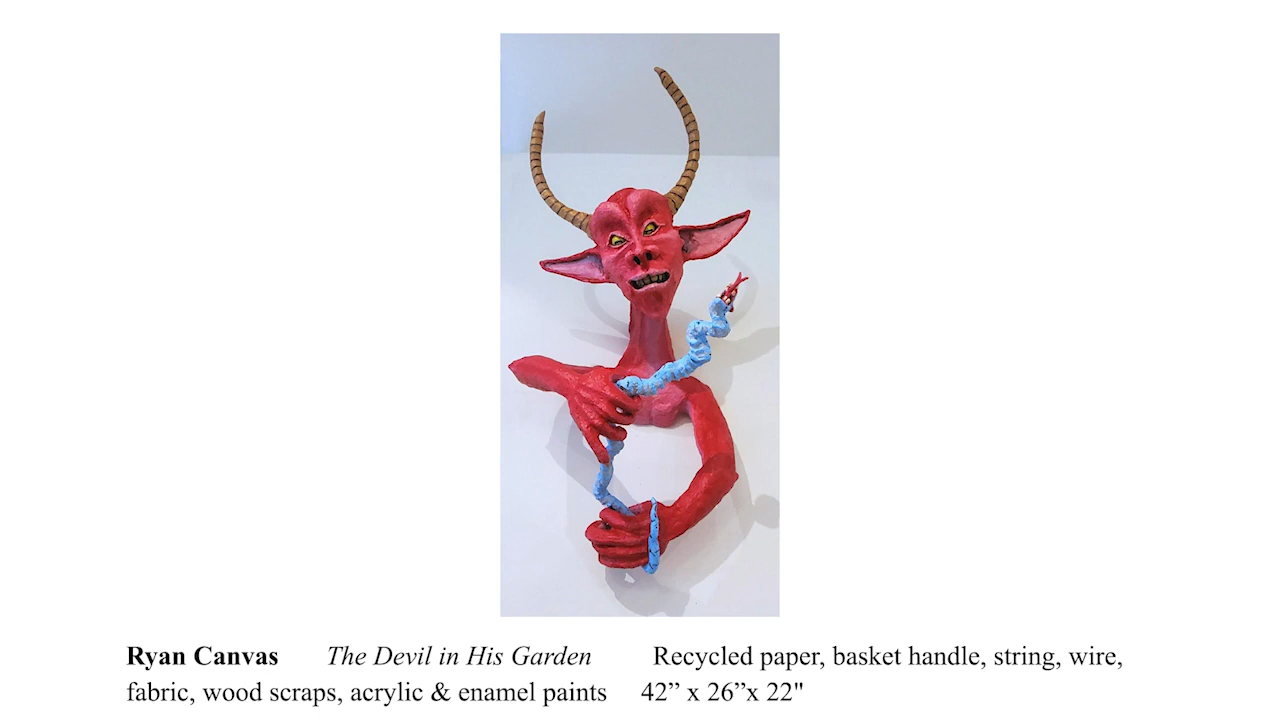 Ryan Canvas The Devil in His Garden Recycled paper, basket handle, string, wire,
fabric, wood scraps, acrylic & enamel paints 42” x 26”x 22"